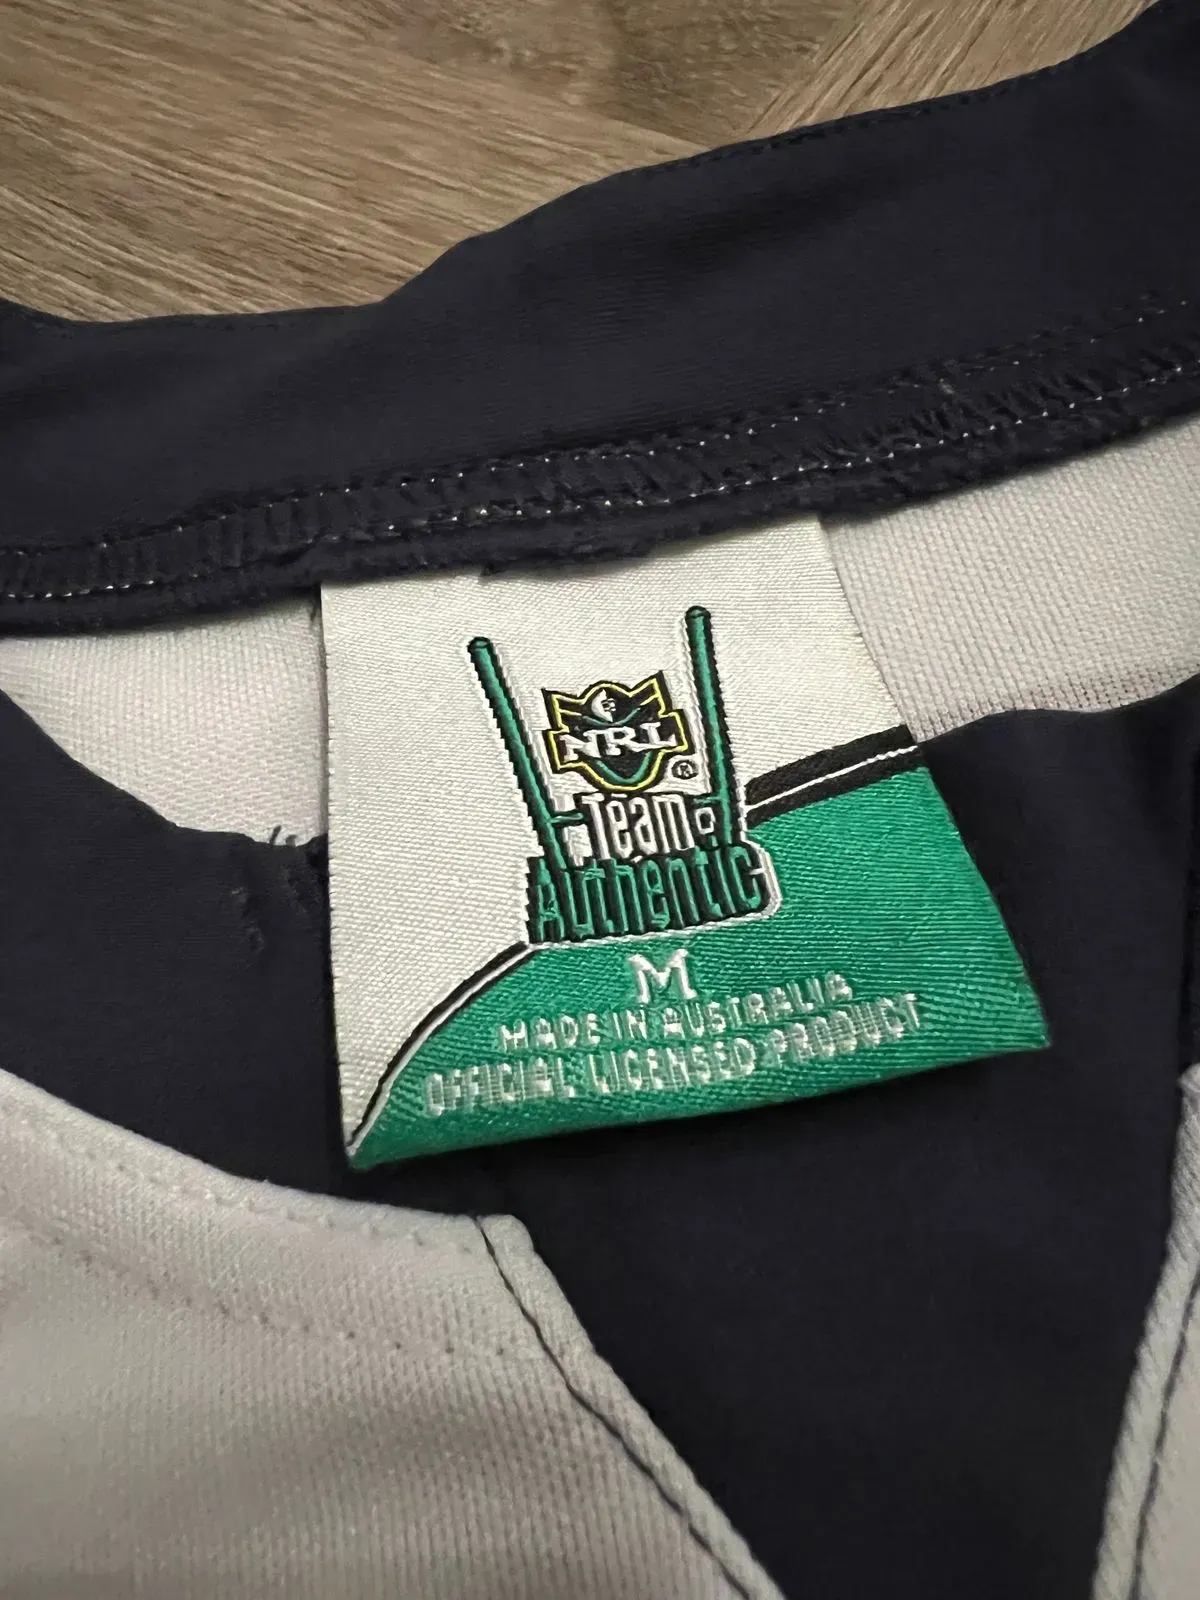 NRL
®
Team
Authentic
M
MADE IN AUSTRALIA
OFFICIAL LICENSED PRODUCT